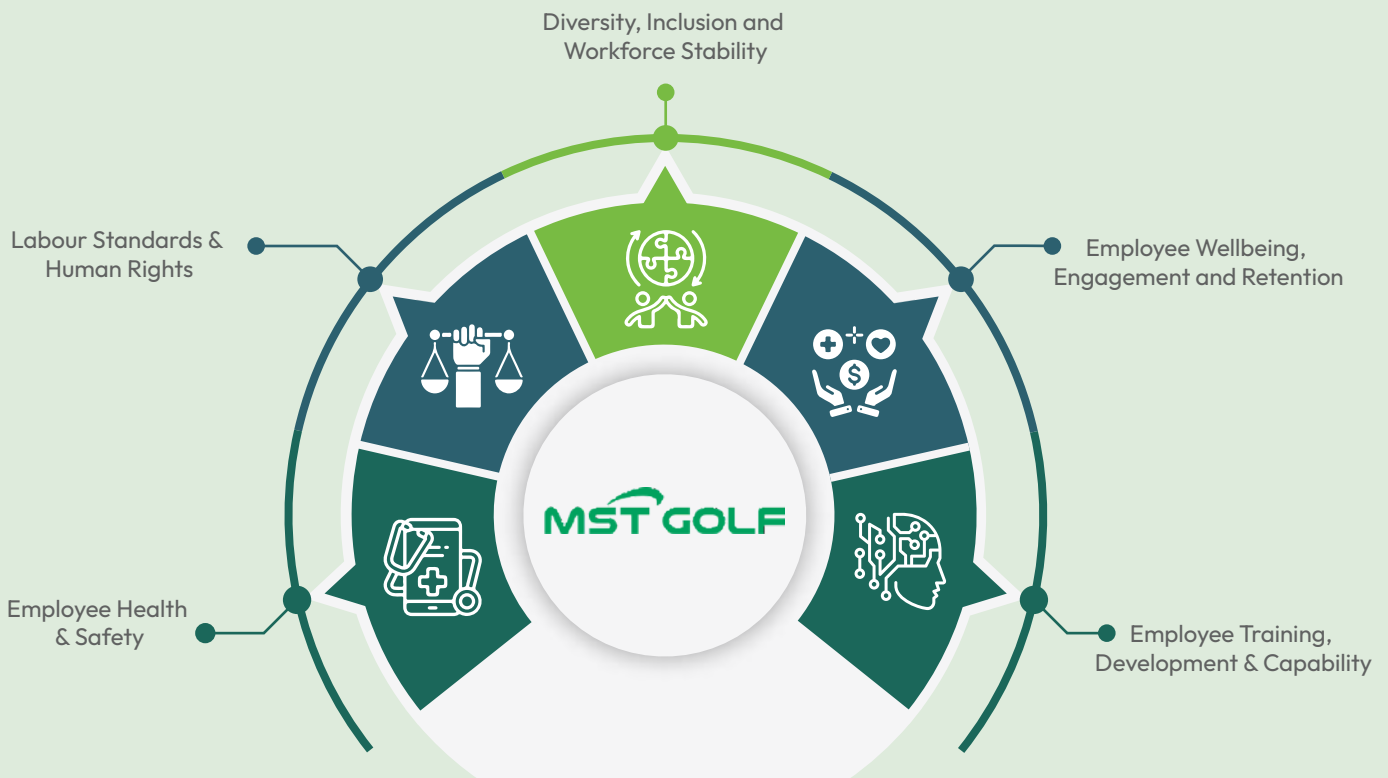 Diversity, Inclusion and
Workforce Stability
Labour Standards &
Human Rights
Employee Wellbeing,
Engagement and Retention
MST GOLF
Employee Health
& Safety
Employee Training,
Development & Capability